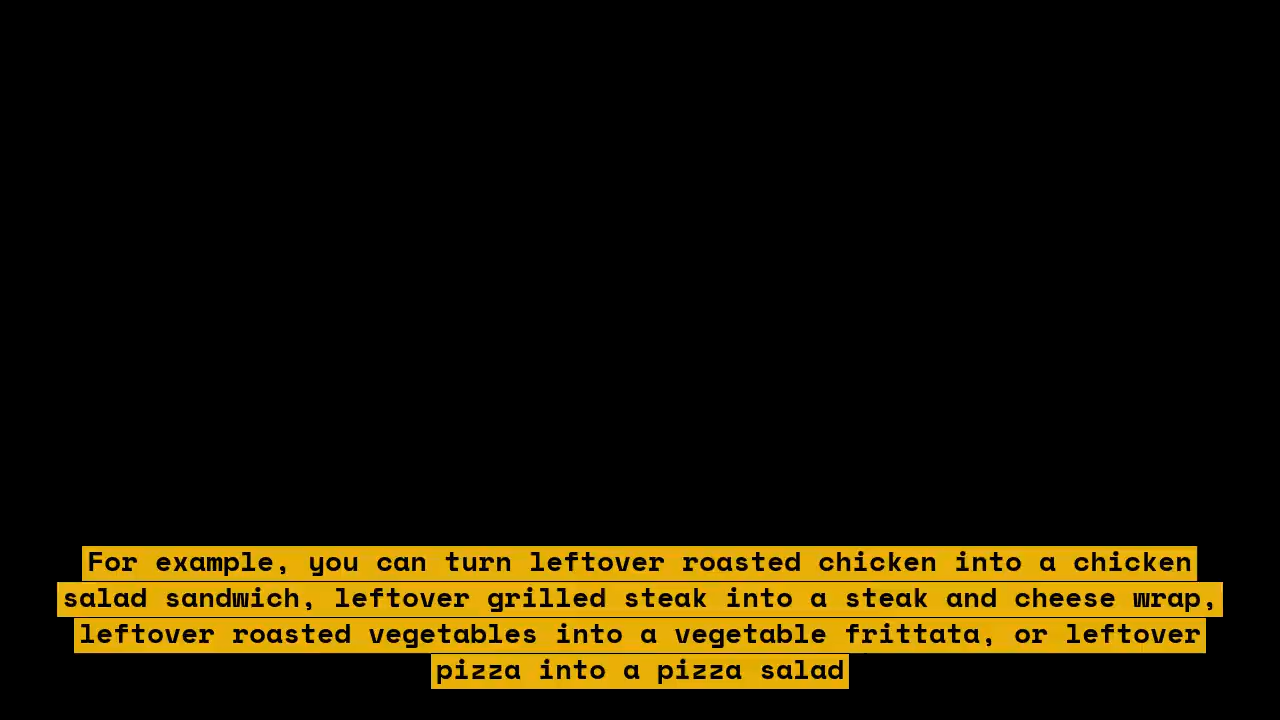 For example, you can turn leftover roasted chicken into a chicken
salad sandwich, leftover grilled steak into a steak and cheese wrap,
leftover roasted vegetables into a vegetable frittata, or leftover
pizza into a pizza salad